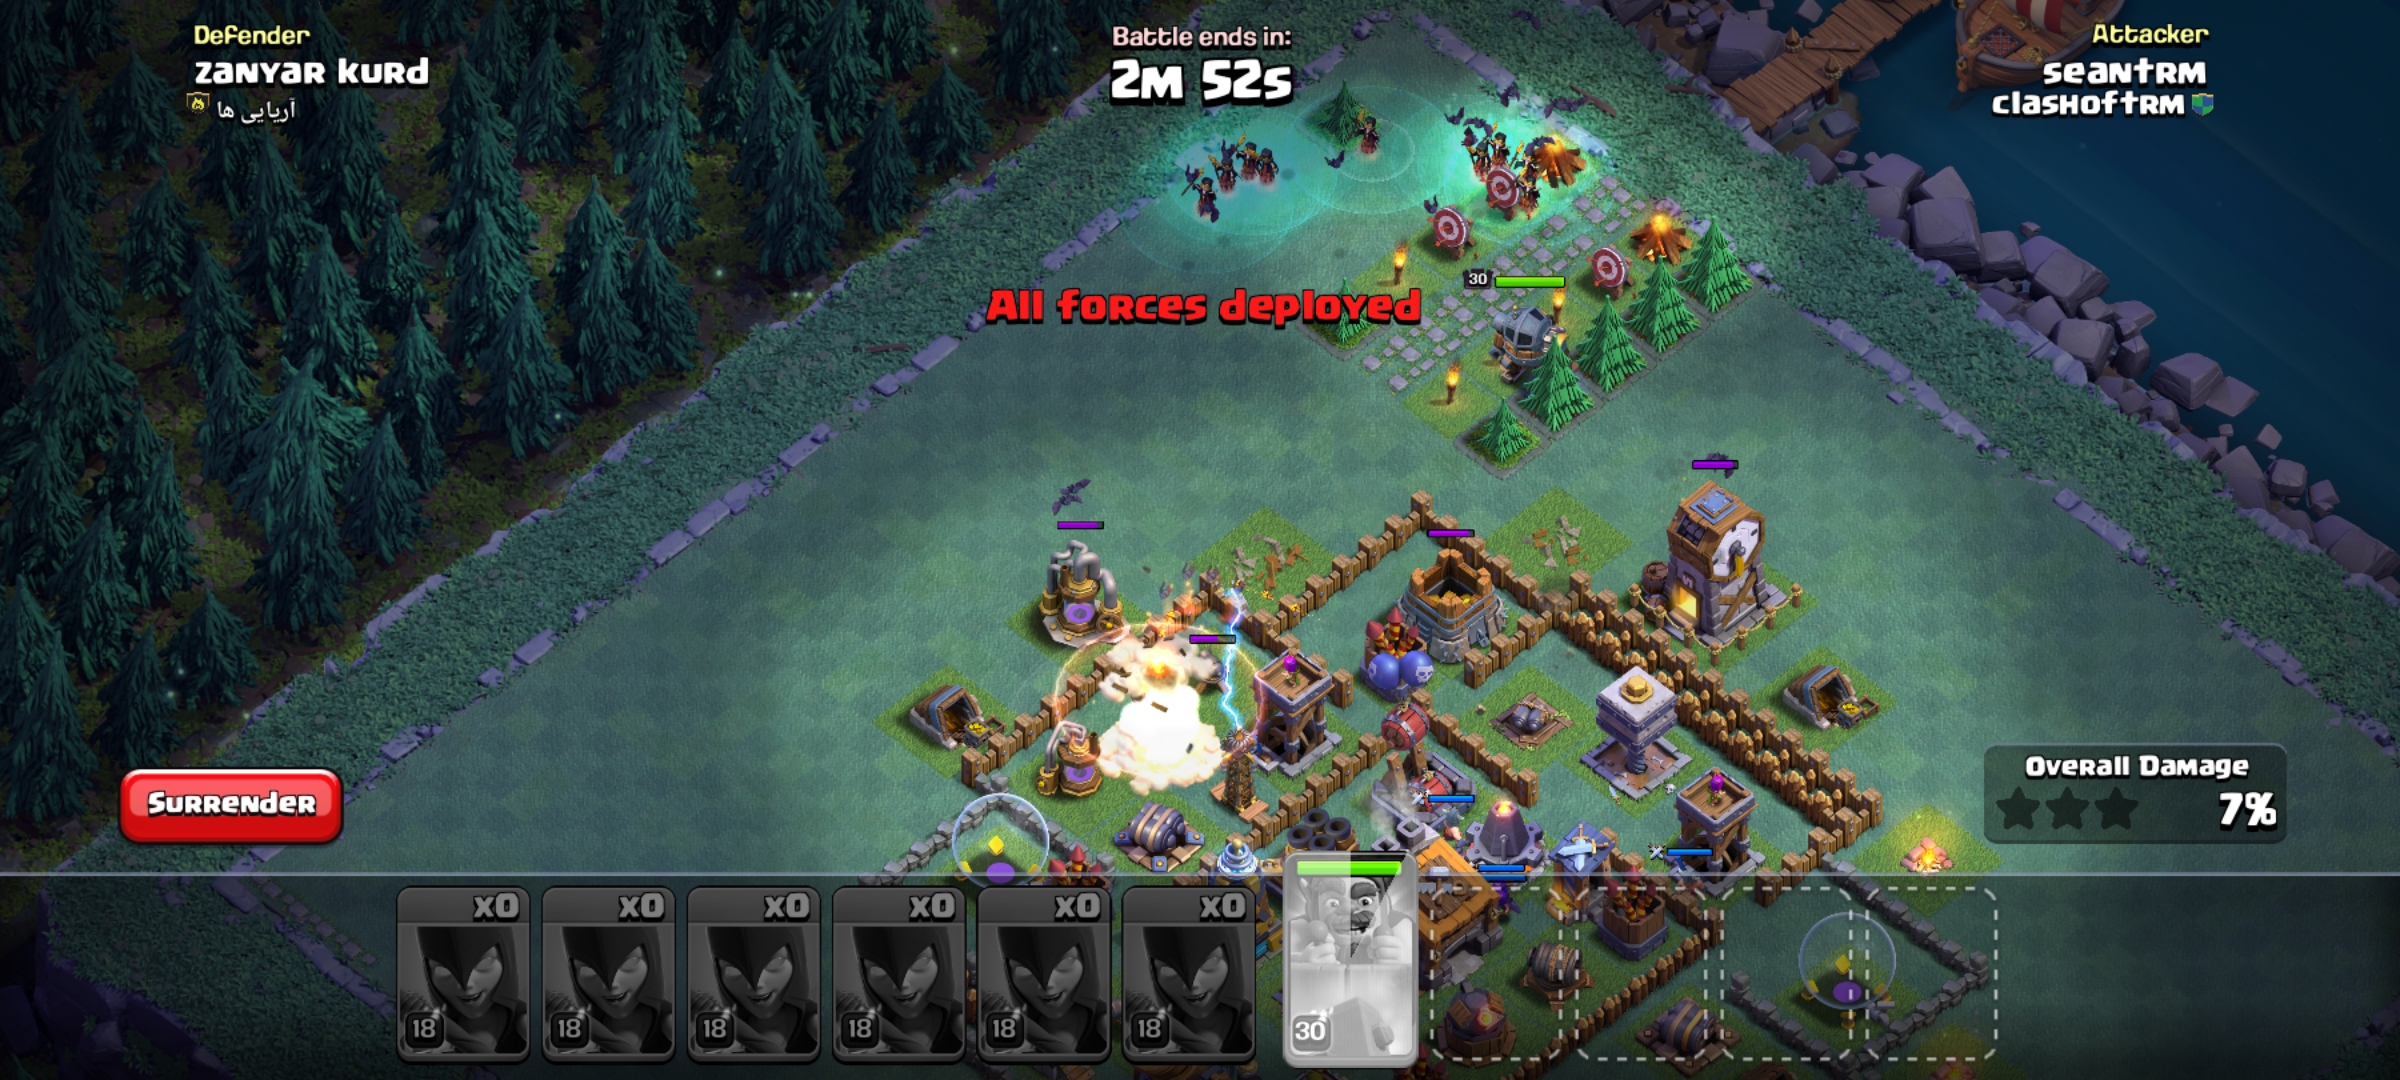 Defender
zanyar kurd
آریایی ها
Battle ends in:
2m 52s
Attacker
seantrm
clashoftrm
All forces deployed
30
Surrender
Overall Damage
7%
x0 x0 x0 x0 x0 x0
18 18 18 18 18 18 30